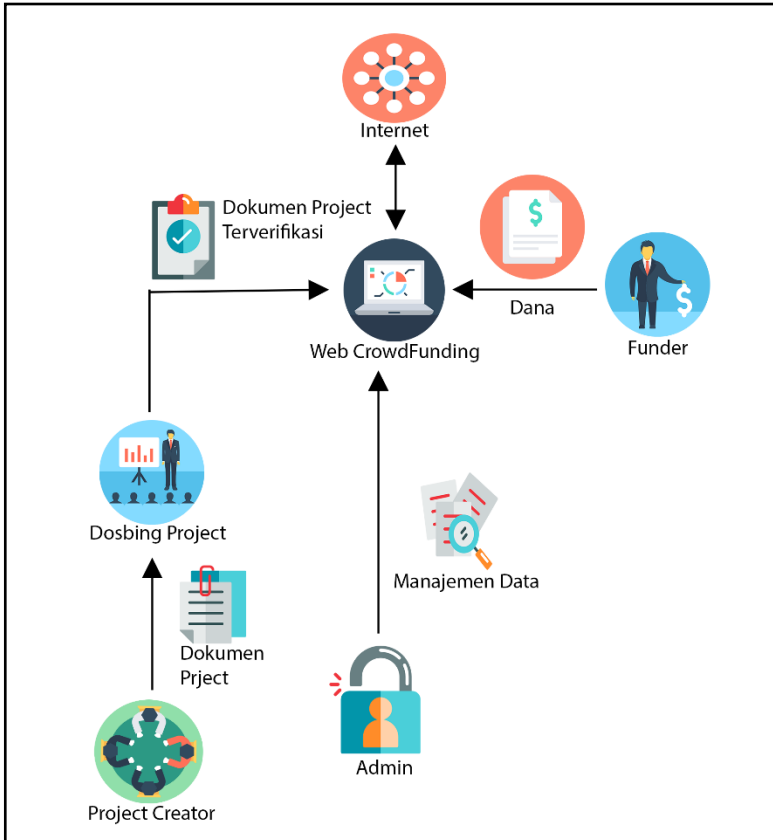 Internet
Dokumen Project
Terverifikasi
Dana
Web CrowdFunding
Funder
Dosbing Project
Manajemen Data
Dokumen
Prject
Admin
Project Creator